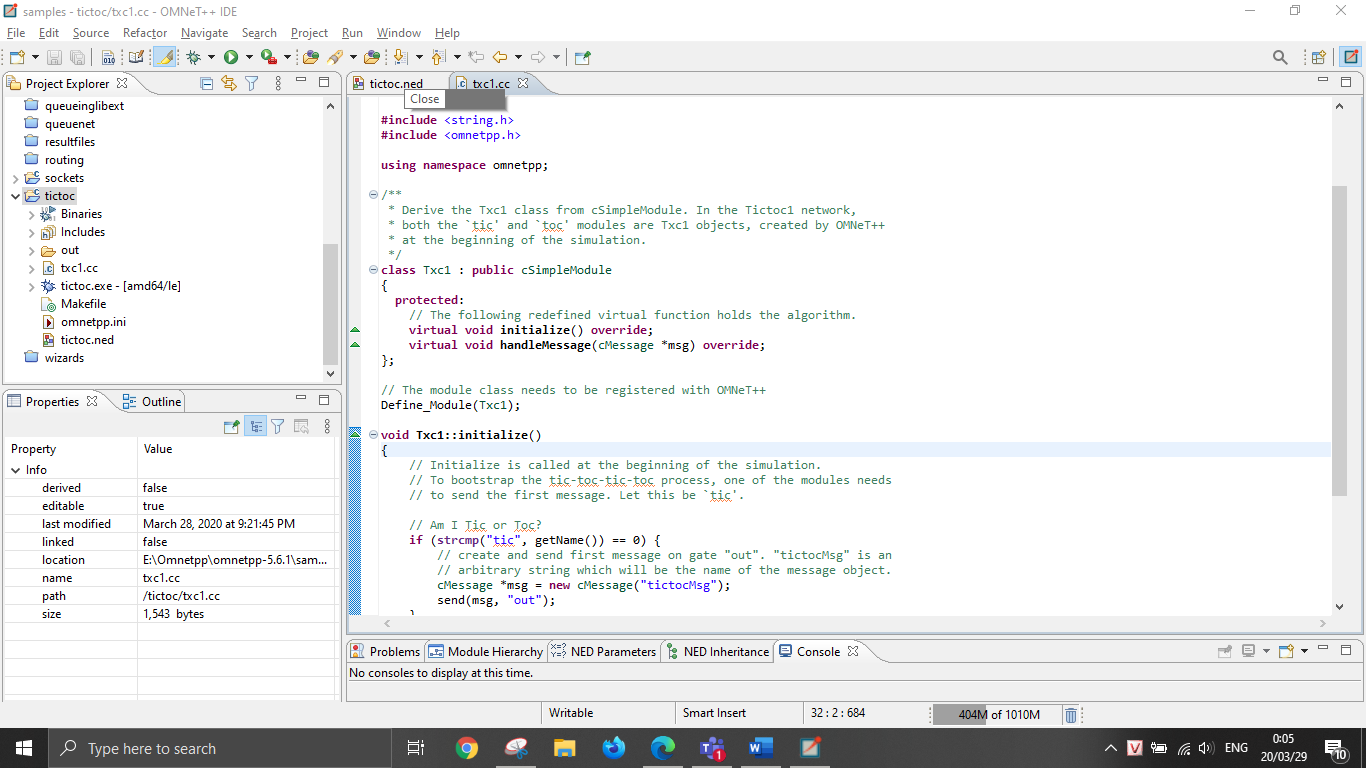 samples - tictoc/txc1.cc - OMNeT++ IDE
File Edit Source Refactor Navigate Search Project Run Window Help
010
Project Explorer
queueinglibext
queuenet
resultfiles
routing
sockets
tictoc
Binaries
Includes
out
txc1.cc
tictoc.exe - [amd64/le]
Makefile
omnetpp.ini
tictoc.ned
wizards
Properties Outline
Property Value
Info
derived false
editable true
last modified March 28, 2020 at 9:21:45 PM
linked false
location E:\Omnetpp\omnetpp-5.6.1\sam...
name txc1.cc
path /tictoc/txc1.cc
size 1,543 bytes
tictoc.ned txc1.cc
Close
#include <string.h>
#include <omnetpp.h>
using namespace omnetpp;
/**
* Derive the Txc1 class from cSimpleModule. In the Tictoc1 network,
* both the `tic' and `toc' modules are Txc1 objects, created by OMNeT++
* at the beginning of the simulation.
*/
class Txc1 : public cSimpleModule
{
protected:
// The following redefined virtual function holds the algorithm.
virtual void initialize() override;
virtual void handleMessage(cMessage *msg) override;
};
// The module class needs to be registered with OMNeT++
Define_Module(Txc1);
void Txc1::initialize()
{
// Initialize is called at the beginning of the simulation.
// To bootstrap the tic-toc-tic-toc process, one of the modules needs
// to send the first message. Let this be `tic'.
// Am I Tic or Toc?
if (strcmp("tic", getName()) == 0) {
// create and send first message on gate "out". "tictocMsg" is an
// arbitrary string which will be the name of the message object.
cMessage *msg = new cMessage("tictocMsg");
send(msg, "out");
}
Problems Module Hierarchy NED Parameters NED Inheritance Console
No consoles to display at this time.
Writable Smart Insert 32 : 2 : 684 404M of 1010M
Type here to search
1
W
V
ENG
0:05
20/03/29
10